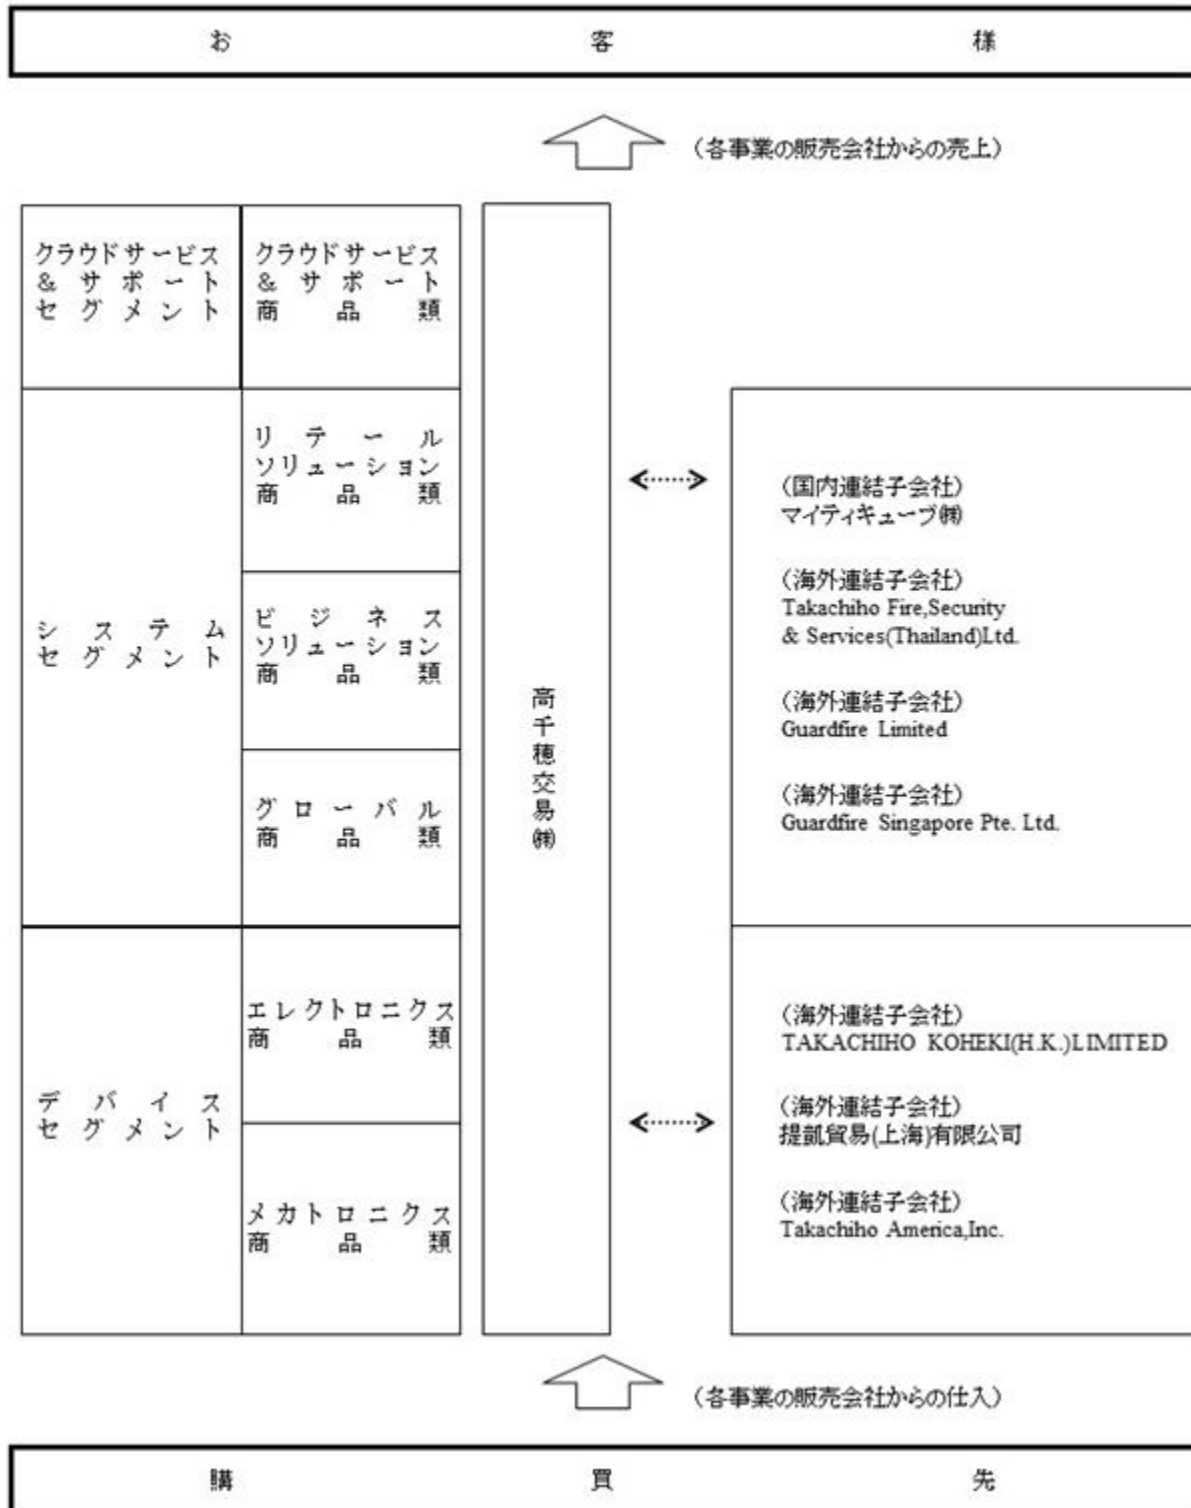 お客様
（各事業の販売会社からの売上）
クラウドサービス
＆サポート
セグメント
クラウドサービス
＆サポート
商品類
システム
セグメント
リテール
ソリューション
商品類
ビジネス
ソリューション
商品類
グローバル
商品類
デバイス
セグメント
エレクトロニクス
商品類
メカトロニクス
商品類
高千穂交易㈱
（国内連結子会社）
マイティキューブ㈱
（海外連結子会社）
Takachiho Fire,Security
& Services(Thailand)Ltd.
（海外連結子会社）
Guardfire Limited
（海外連結子会社）
Guardfire Singapore Pte. Ltd.
（海外連結子会社）
TAKACHIHO KOHEKI(H.K.)LIMITED
（海外連結子会社）
提凱貿易(上海)有限公司
（海外連結子会社）
Takachiho America,Inc.
（各事業の販売会社からの仕入）
購買先